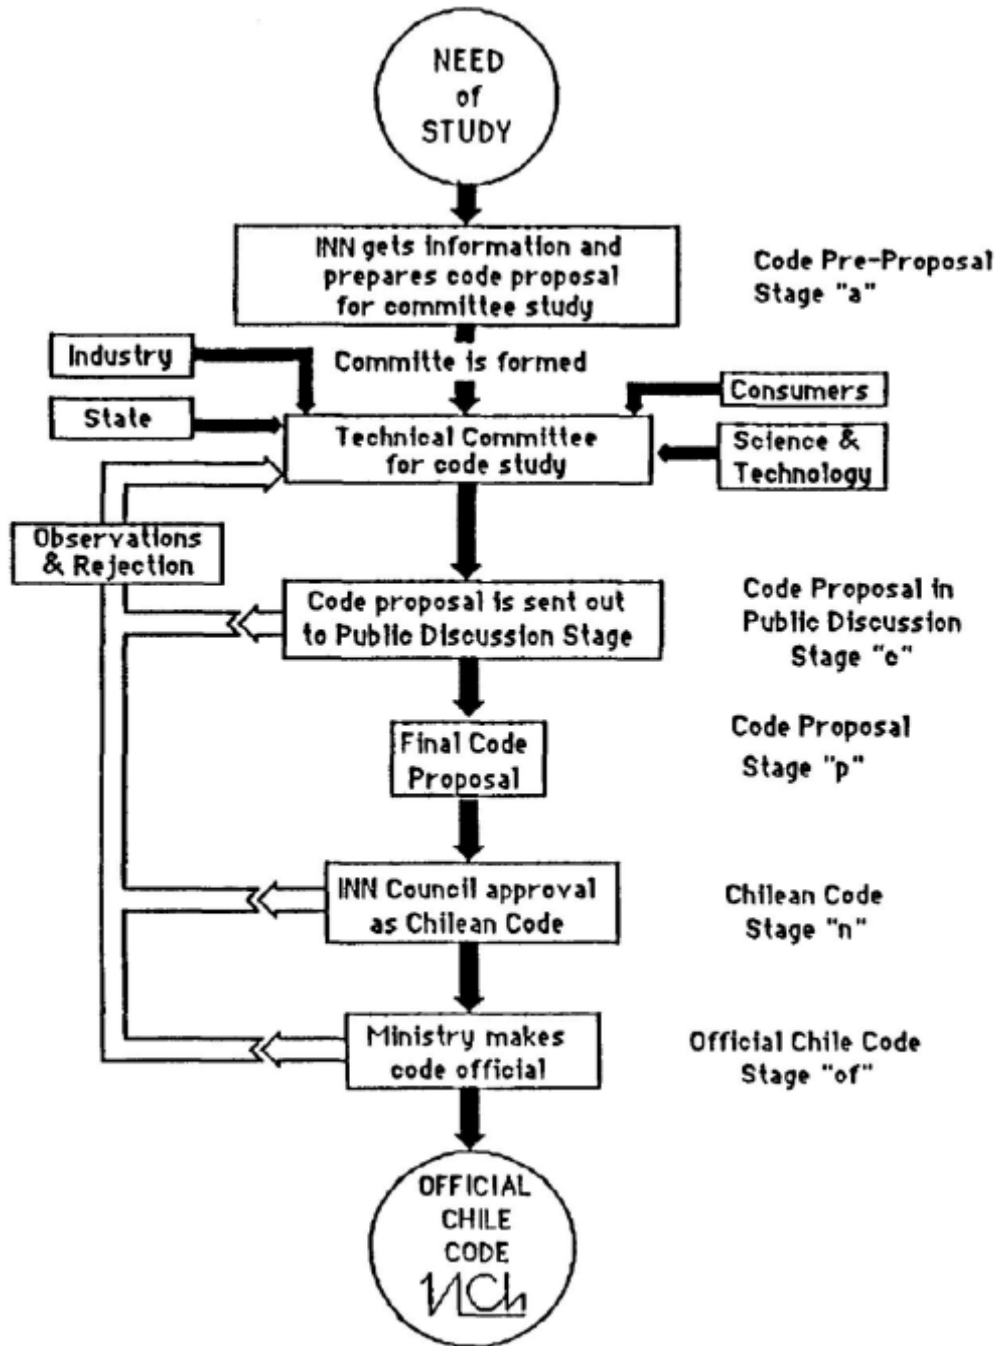 NEED
of
STUDY
INN gets information and
prepares code proposal
for committee study
Code Pre-Proposal
Stage "a"
Industry
Committe is formed
Consumers
State
Technical Committee
for code study
Science &
Technology
Observations
& Rejection
Code proposal is sent out
to Public Discussion Stage
Code Proposal in
Public Discussion
Stage "c"
Final Code
Proposal
Code Proposal
Stage "p"
INN Council approval
as Chilean Code
Chilean Code
Stage "n"
Ministry makes
code official
Official Chile Code
Stage "of"
OFFICIAL
CHILE
CODE
NCh